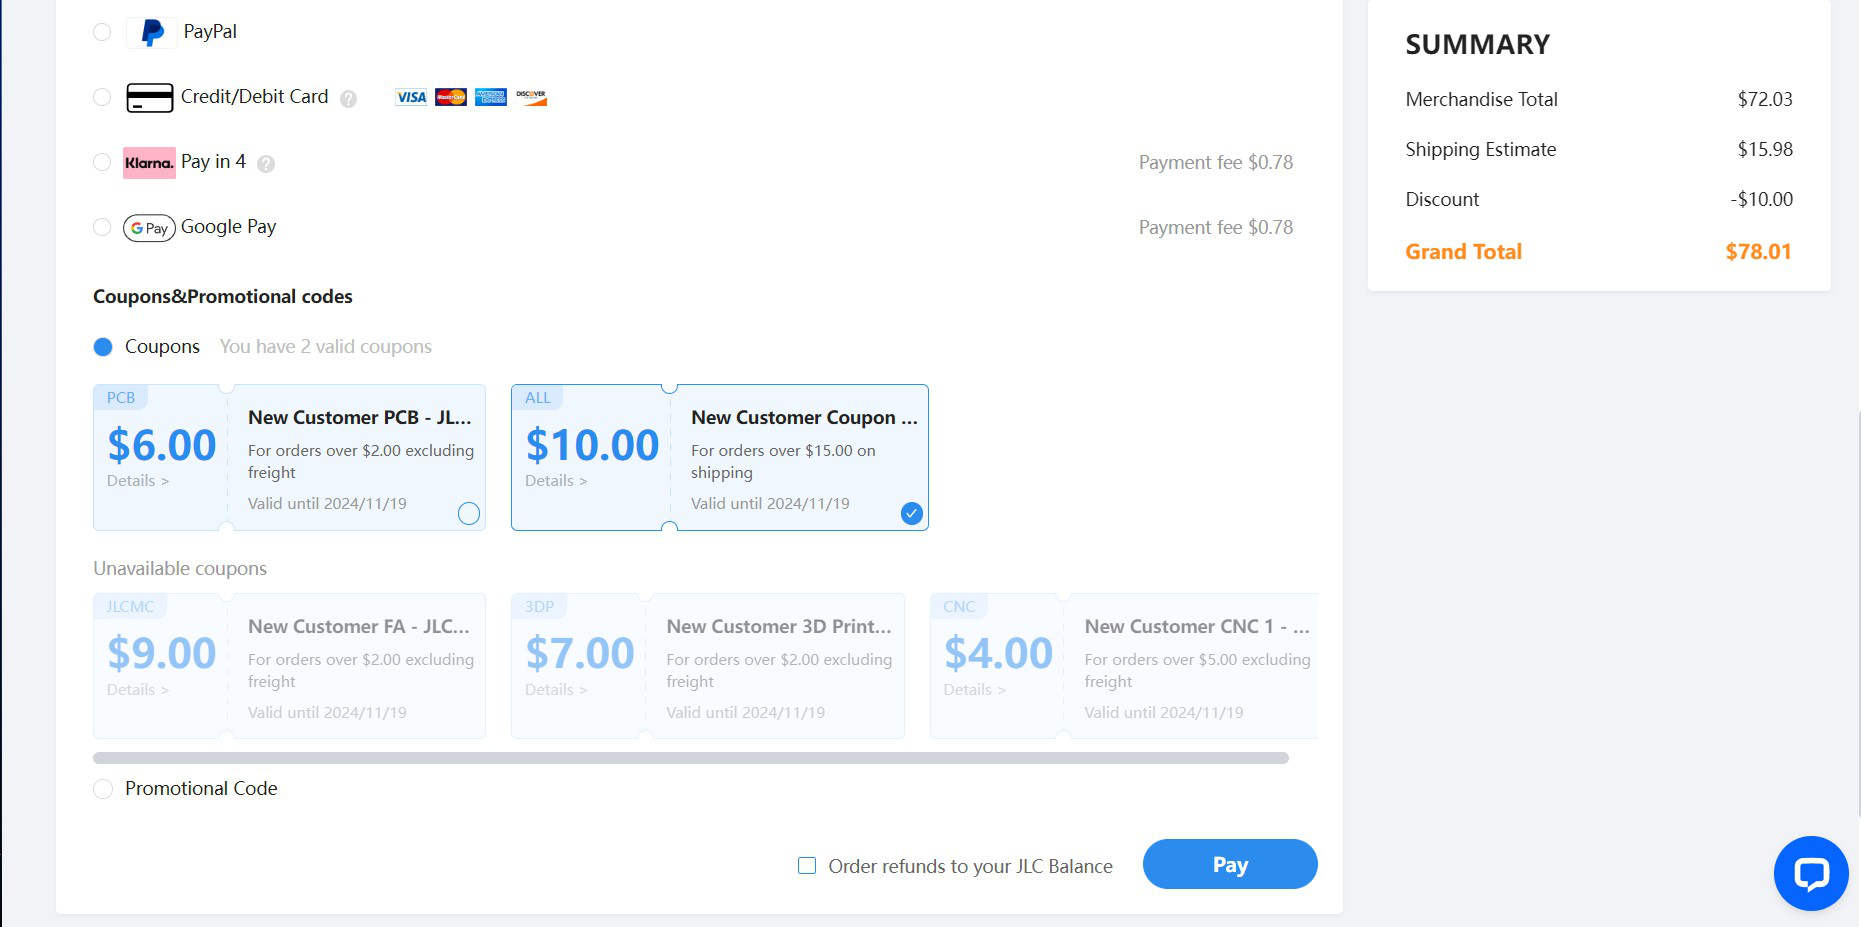 PayPal
Credit/Debit Card ? VISA MasterCard AMERICAN EXPRESS DISCOVER
Klarna. Pay in 4 ? Payment fee $0.78
G Pay Google Pay Payment fee $0.78
Coupons&Promotional codes
Coupons You have 2 valid coupons
PCB
$6.00
Details >
New Customer PCB - JL...
For orders over $2.00 excluding
freight
Valid until 2024/11/19
ALL
$10.00
Details >
New Customer Coupon ...
For orders over $15.00 on
shipping
Valid until 2024/11/19
Unavailable coupons
JLCMC
$9.00
Details >
New Customer FA - JLC...
For orders over $2.00 excluding
freight
Valid until 2024/11/19
3DP
$7.00
Details >
New Customer 3D Print...
For orders over $2.00 excluding
freight
Valid until 2024/11/19
CNC
$4.00
Details >
New Customer CNC 1 - ...
For orders over $5.00 excluding
freight
Valid until 2024/11/19
Promotional Code
Order refunds to your JLC Balance
Pay
SUMMARY
Merchandise Total $72.03
Shipping Estimate $15.98
Discount -$10.00
Grand Total $78.01